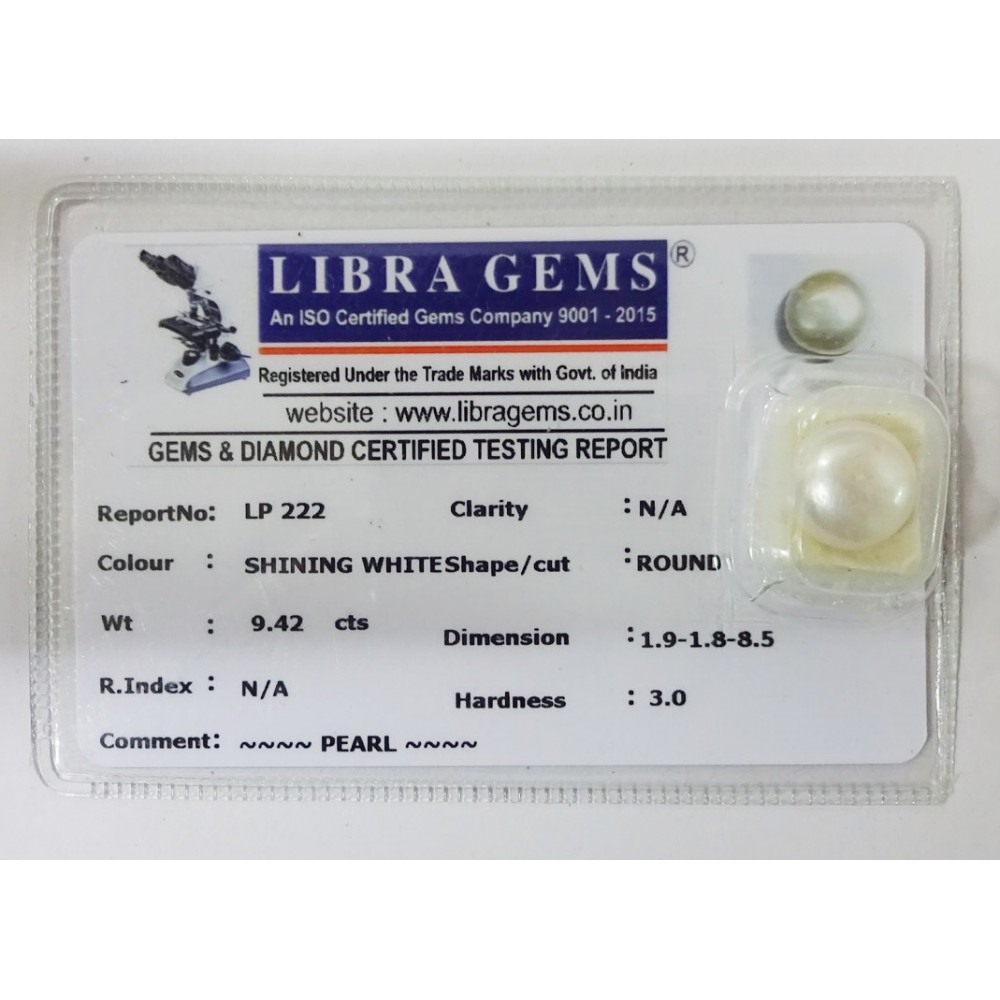 LIBRA GEMS ®
An ISO Certified Gems Company 9001 - 2015
Registered Under the Trade Marks with Govt. of India
website : www.libragems.co.in
GEMS & DIAMOND CERTIFIED TESTING REPORT
ReportNo: LP 222 Clarity : N/A
Colour : SHINING WHITE Shape/cut : ROUND
Wt : 9.42 cts Dimension : 1.9-1.8-8.5
R.Index : N/A Hardness : 3.0
Comment: ~~~~ PEARL ~~~~